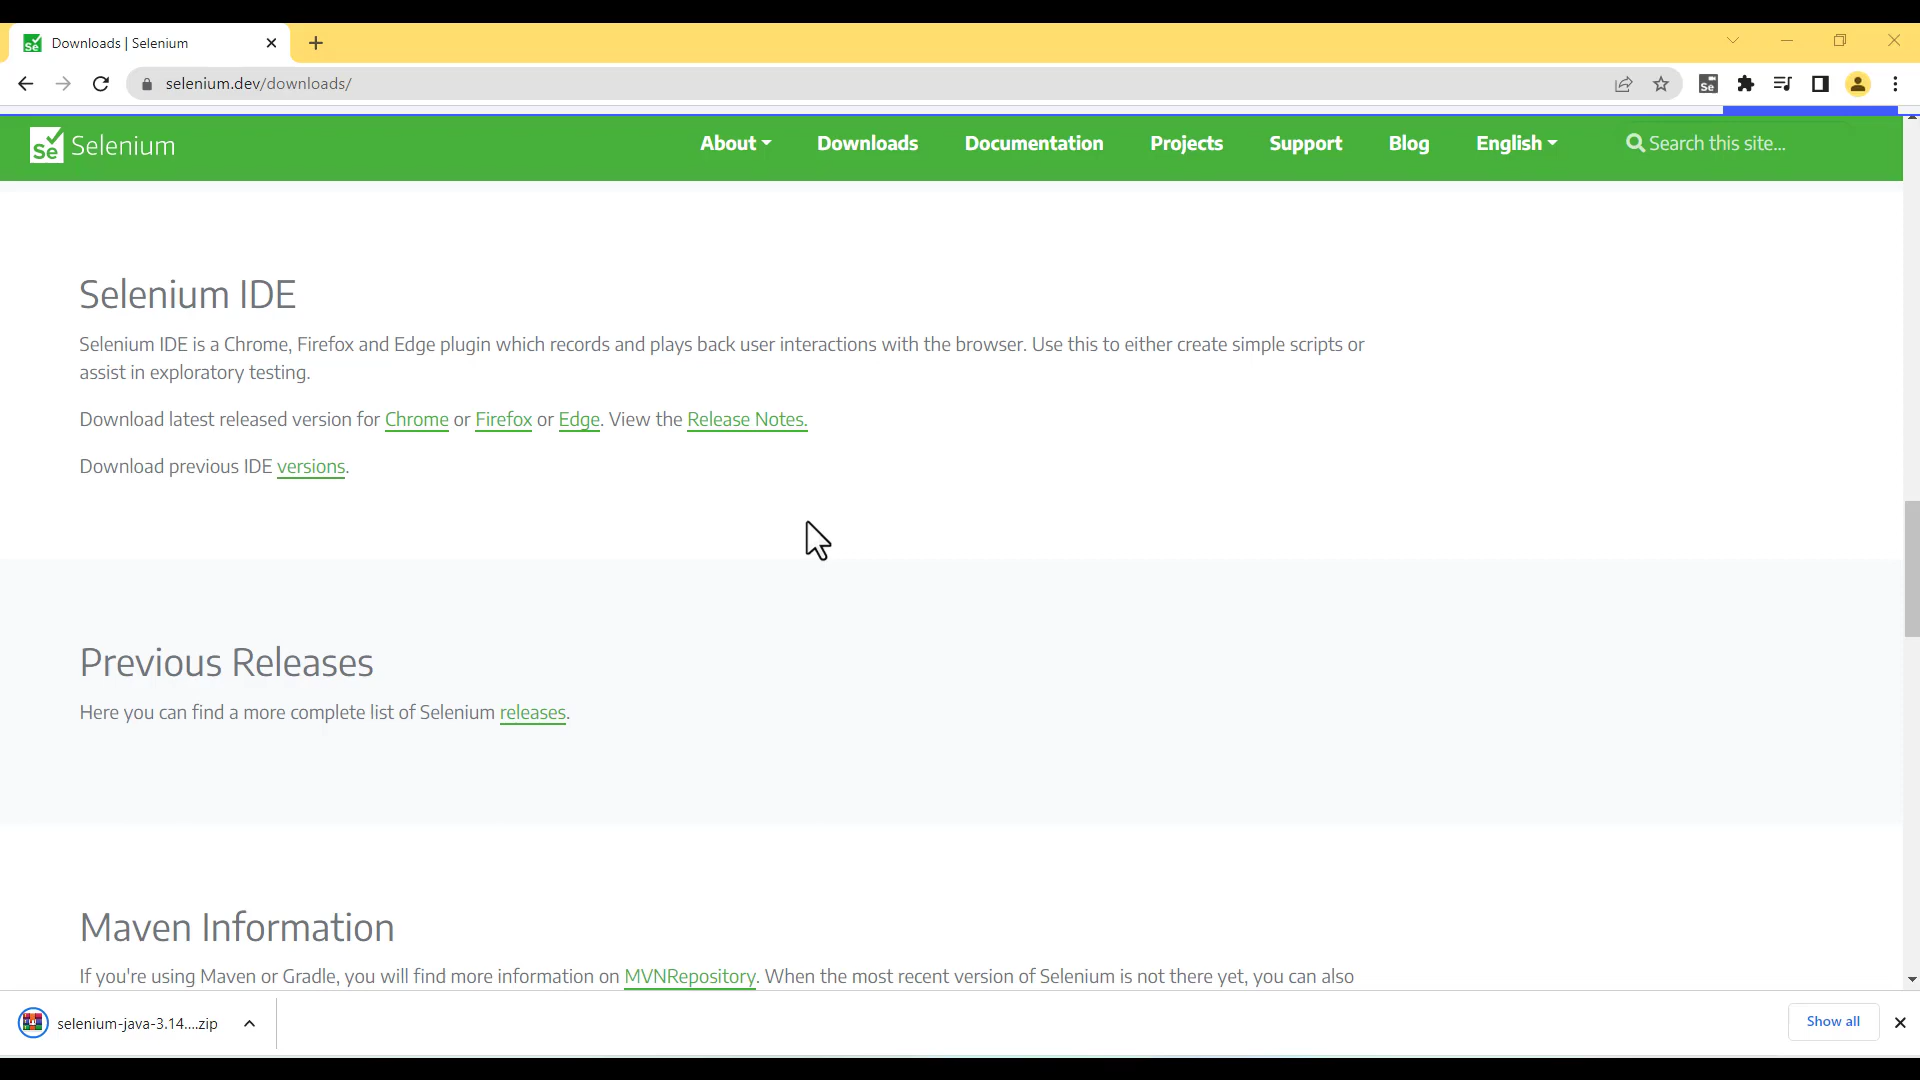 Downloads | Selenium
selenium.dev/downloads/
Se
Se Selenium
About
Downloads
Documentation
Projects
Support
Blog
English
Search this site...
Selenium IDE
Selenium IDE is a Chrome, Firefox and Edge plugin which records and plays back user interactions with the browser. Use this to either create simple scripts or
assist in exploratory testing.
Download latest released version for Chrome or Firefox or Edge. View the Release Notes.
Download previous IDE versions.
Previous Releases
Here you can find a more complete list of Selenium releases.
Maven Information
If you're using Maven or Gradle, you will find more information on MVNRepository. When the most recent version of Selenium is not there yet, you can also
selenium-java-3.14....zip
Show all